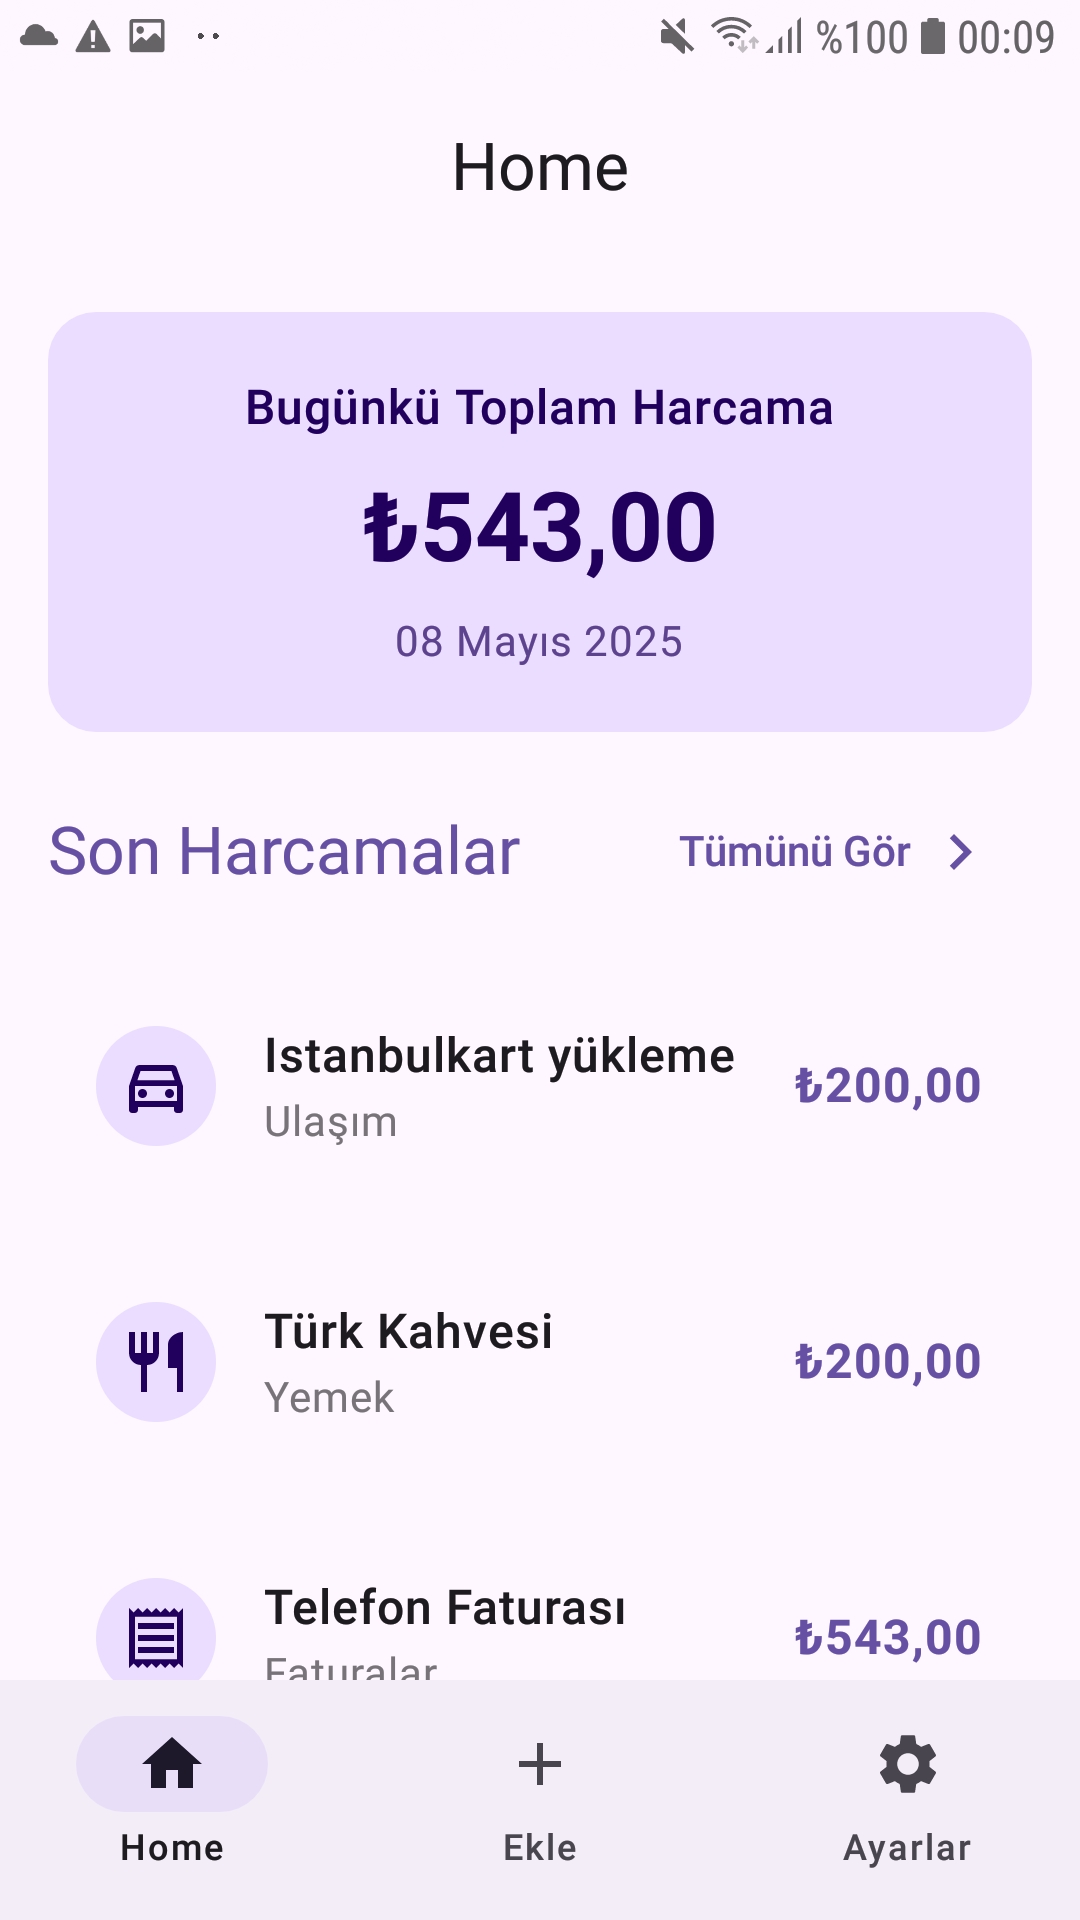 %100 00:09
Home
Bugünkü Toplam Harcama
₺543,00
08 Mayıs 2025
Son Harcamalar Tümünü Gör
Istanbulkart yükleme
Ulaşım
₺200,00
Türk Kahvesi
Yemek
₺200,00
Telefon Faturası
Faturalar
₺543,00
Home Ekle Ayarlar